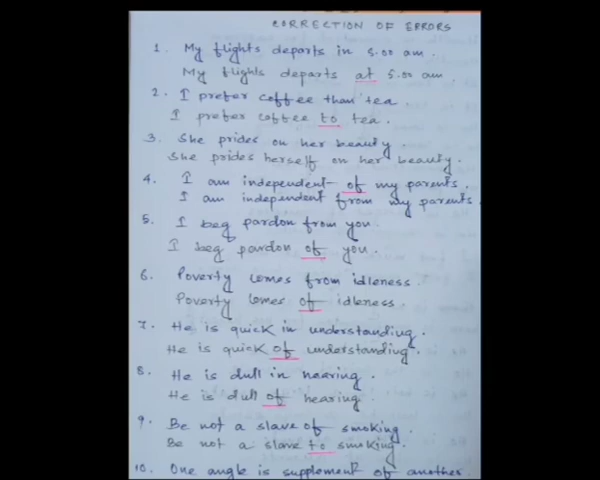 CORRECTION OF ERRORS
1. My flights departs in 5.00 am.
My flights departs at 5.00 am.
2. I prefer coffee than tea
I prefer coffee to tea.
3. She prides on her beauty
She prides herself on her beauty.
4. I am independent of my parents.
I am independent from my parents.
5. I beg pardon from you
I beg pardon of you.
6. Poverty comes from idleness.
Poverty comes of idleness.
7. He is quick in understanding.
He is quick of understanding.
8. He is dull in hearing.
He is dull of hearing.
9. Be not a slave of smoking
Be not a slave to smoking.
10. One angle is supplement of another